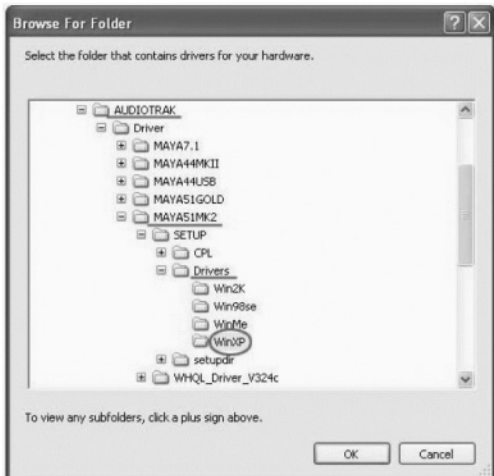 Browse For Folder
Select the folder that contains drivers for your hardware.
AUDIOTRAK
Driver
MAYA7.1
MAYA44MKII
MAYA44USB
MAYA51GOLD
MAYA51MK2
SETUP
CPL
Drivers
Win2K
Win98se
WinMe
WinXP
setupdir
WHQL_Driver_V324c
To view any subfolders, click a plus sign above.
OK Cancel